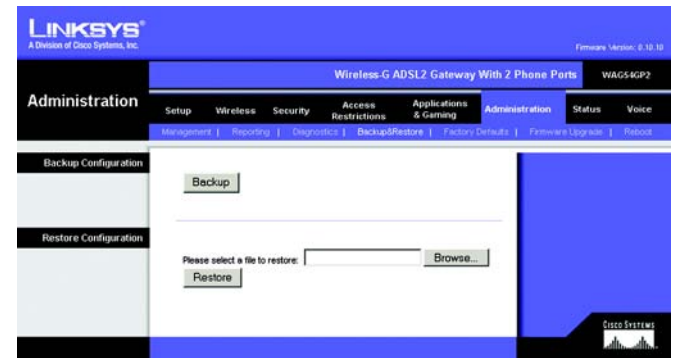 LINKSYS®
A Division of Cisco Systems, Inc.
Firmware Version: 0.10.10
Wireless-G ADSL2 Gateway With 2 Phone Ports WAG54GP2
Administration
Setup Wireless Security Access Restrictions Applications & Gaming Administration Status Voice
Management | Reporting | Diagnostics | Backup&Restore | Factory Defaults | Firmware Upgrade | Reboot
Backup Configuration
Backup
Restore Configuration
Please select a file to restore: Browse...
Restore
CISCO SYSTEMS